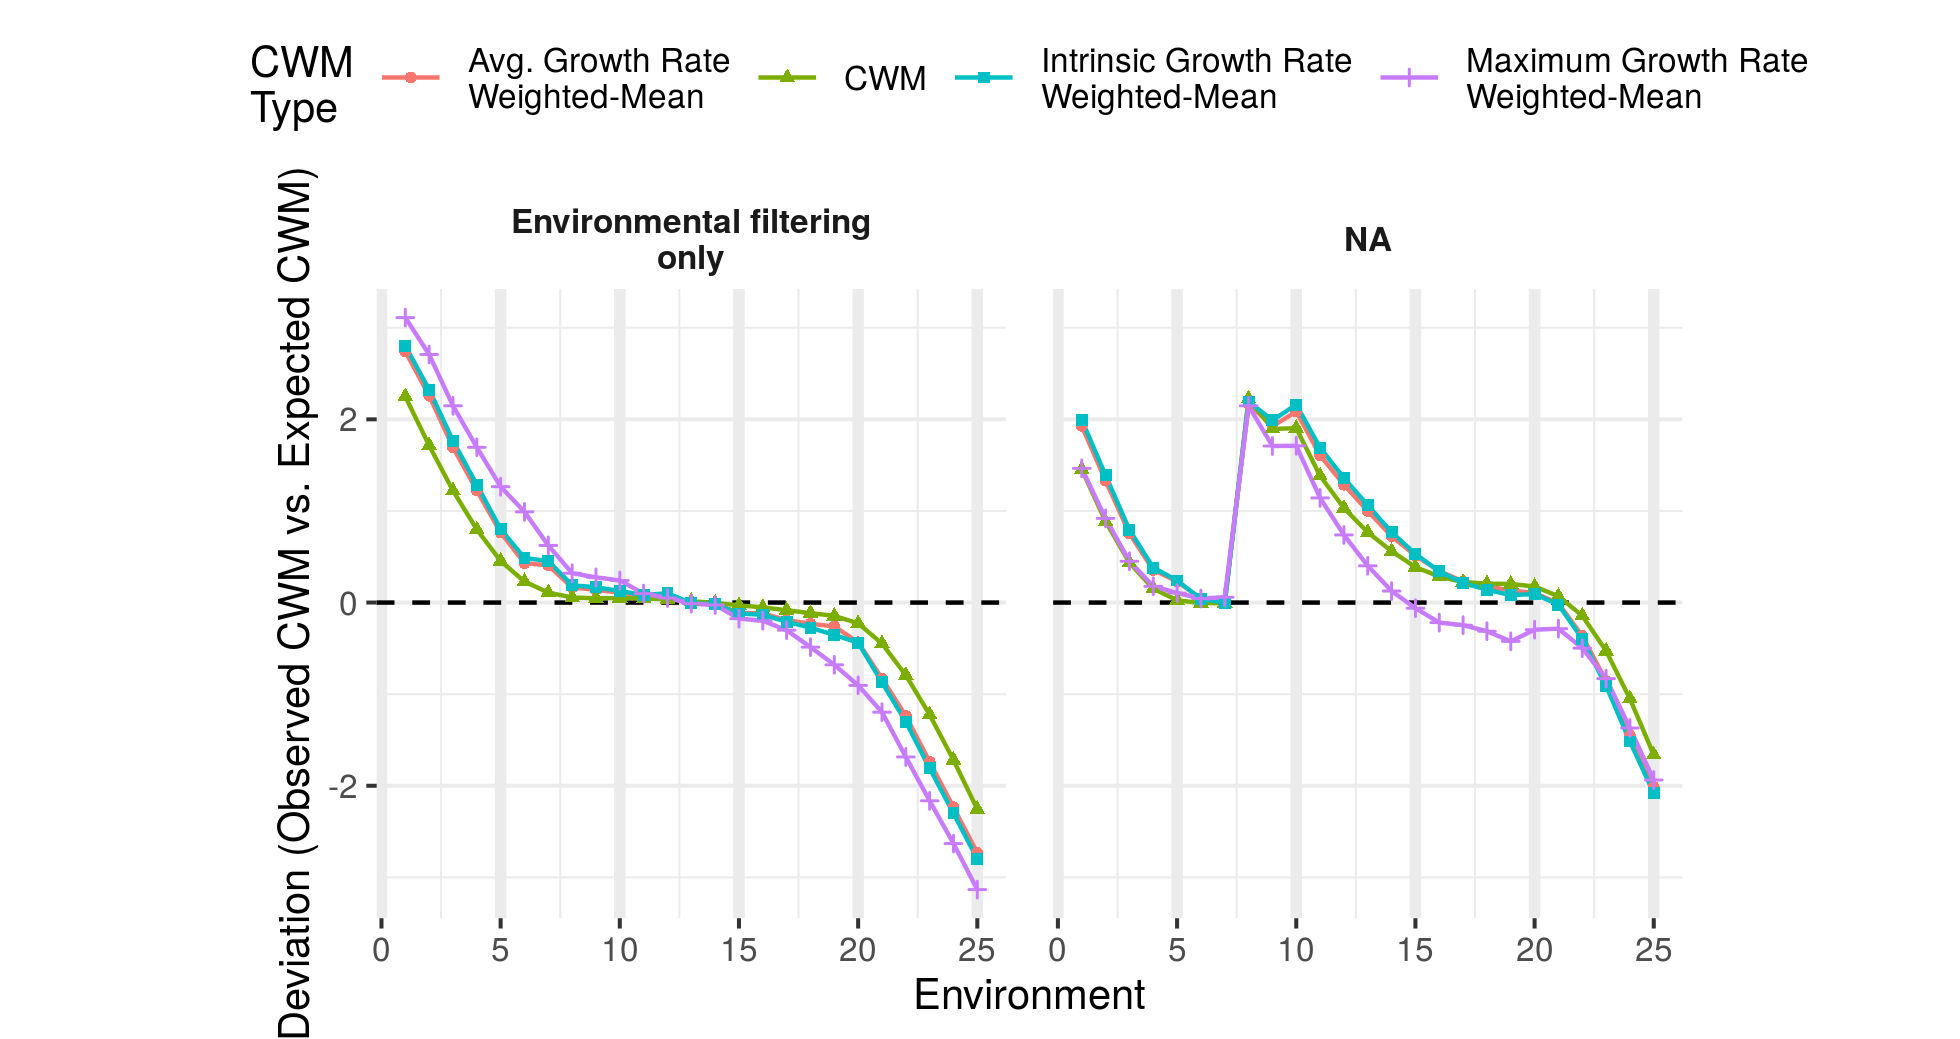 CWM
Type
Avg. Growth Rate
Weighted-Mean
CWM
Intrinsic Growth Rate
Weighted-Mean
Maximum Growth Rate
Weighted-Mean
Deviation (Observed CWM vs. Expected CWM)
Environmental filtering
only
NA
2
0
-2
0 5 10 15 20 25
0 5 10 15 20 25
Environment